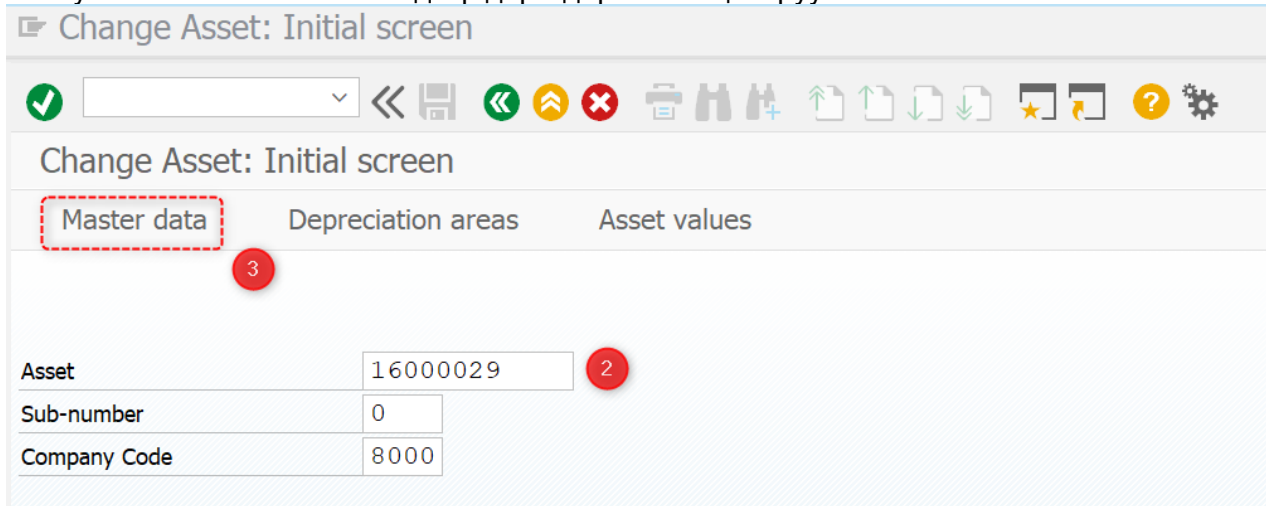 Change Asset: Initial screen
Change Asset: Initial screen
Master data Depreciation areas Asset values
3
Asset 16000029 2
Sub-number 0
Company Code 8000